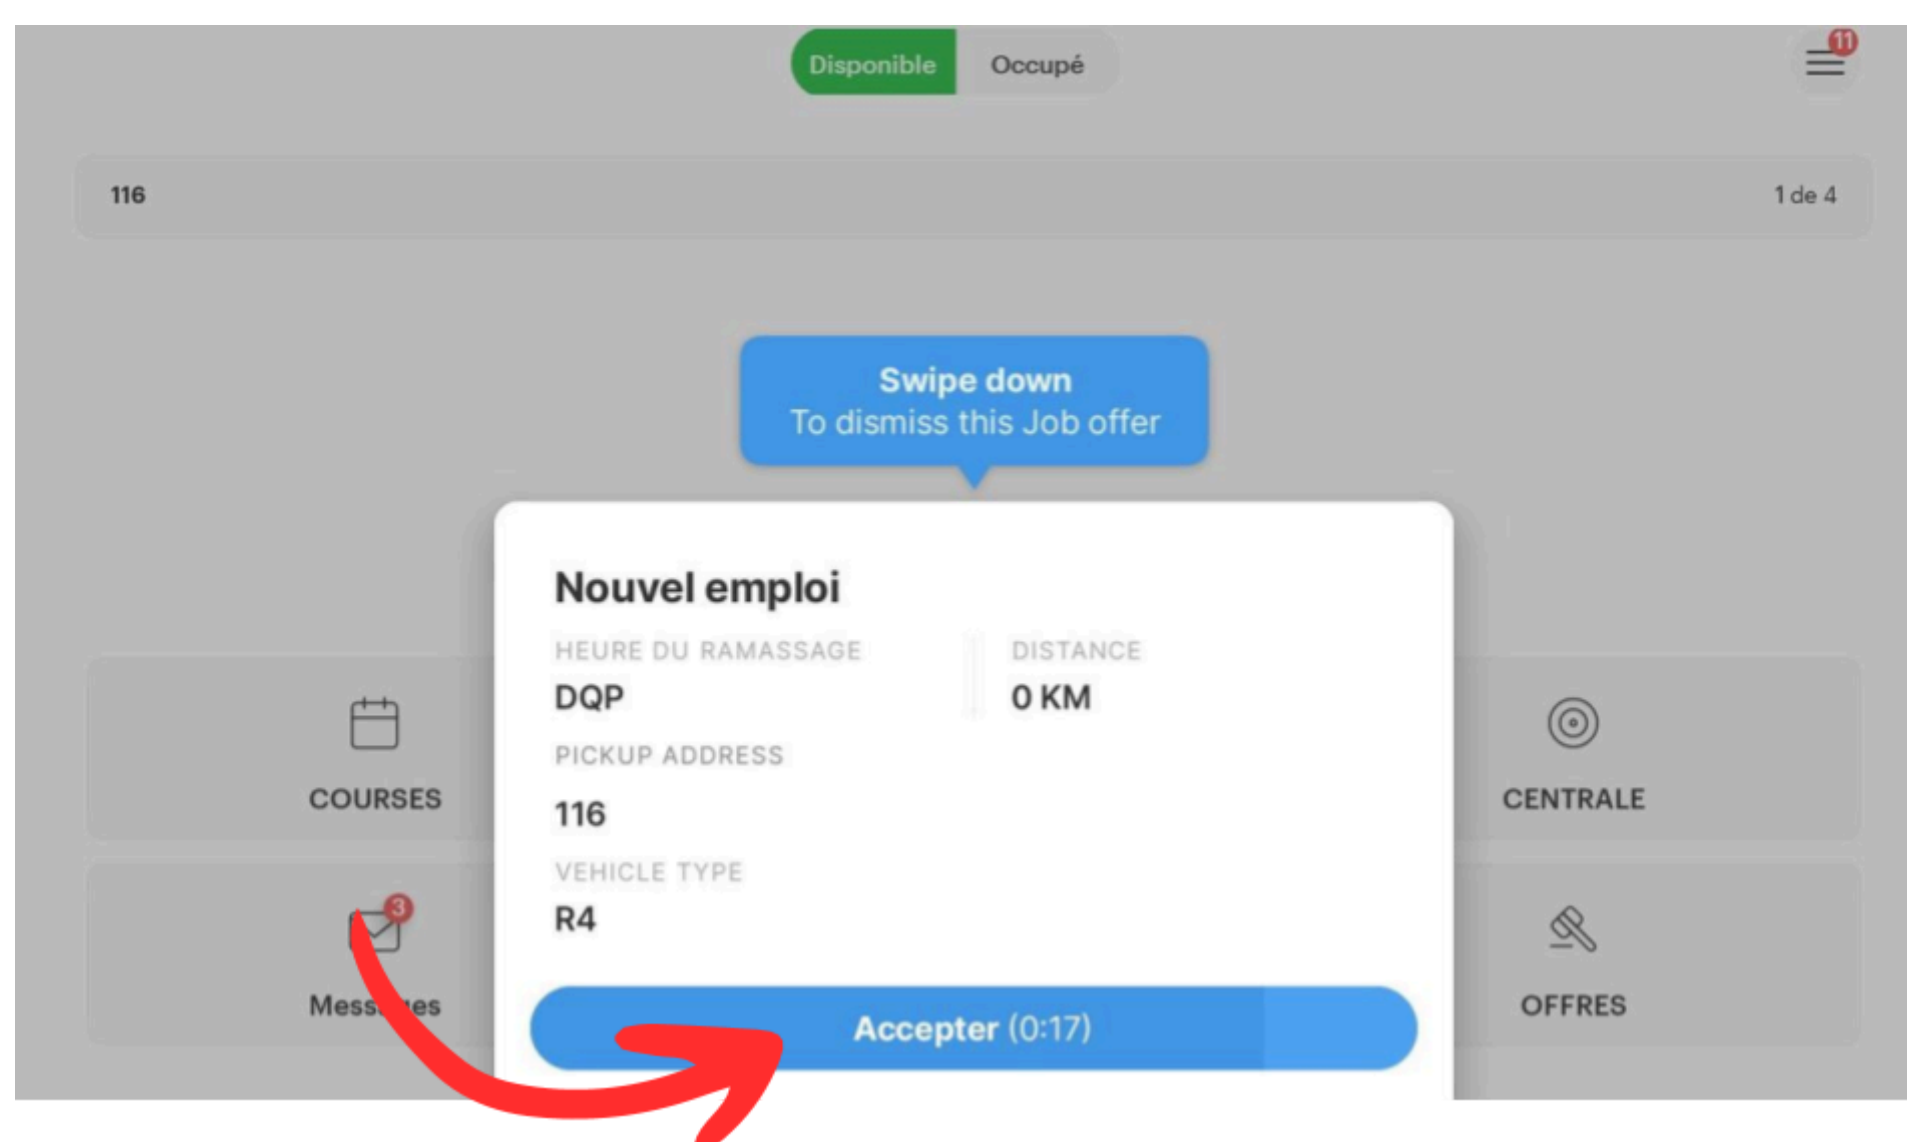 Disponible Occupé
11
116 1 de 4
Swipe down
To dismiss this Job offer
Nouvel emploi
HEURE DU RAMASSAGE DISTANCE
DQP 0 KM
PICKUP ADDRESS
116
VEHICLE TYPE
R4
Accepter (0:17)
COURSES
CENTRALE
3
Messages
OFFRES